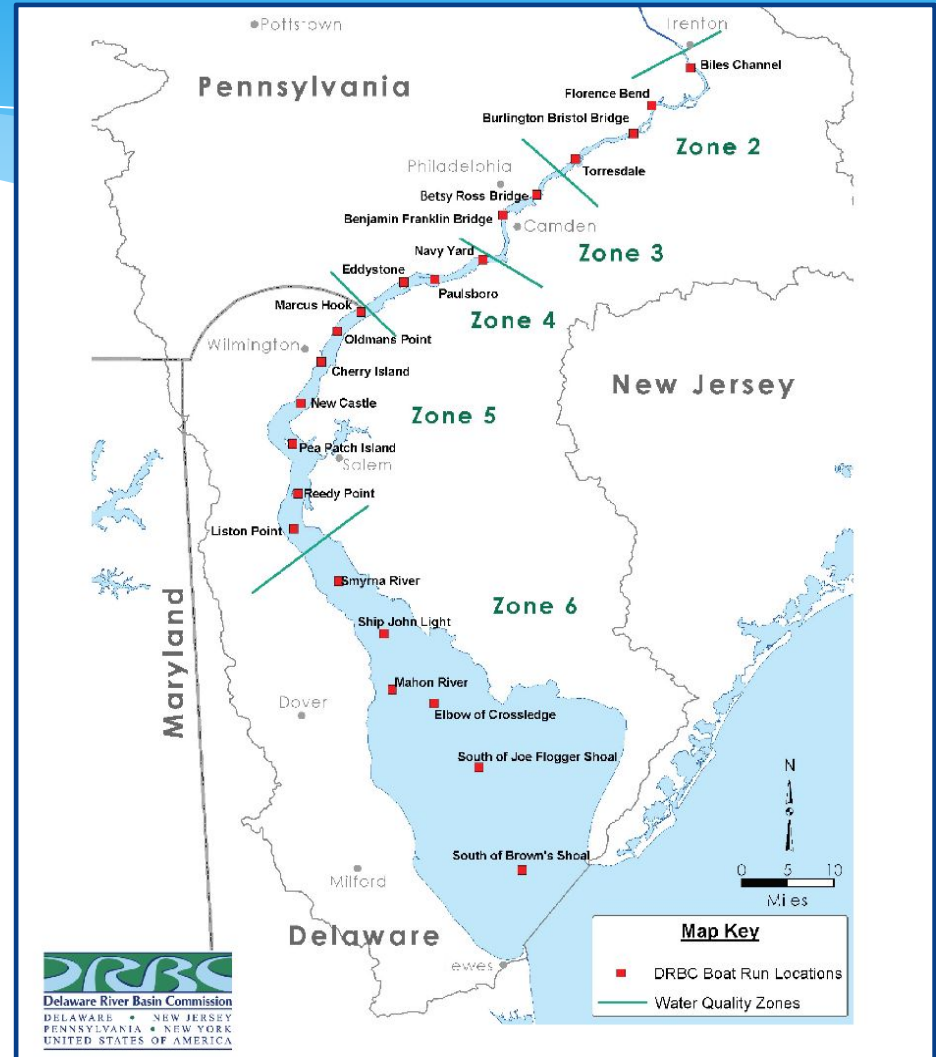 Pottstown
Trenton
Biles Channel
Pennsylvania
Florence Bend
Burlington Bristol Bridge
Zone 2
Philadelphia
Torresdale
Betsy Ross Bridge
Benjamin Franklin Bridge
Camden
Navy Yard
Zone 3
Eddystone
Paulsboro
Marcus Hook
Zone 4
Oldmans Point
Wilmington
Cherry Island
New Jersey
New Castle
Zone 5
Pea Patch Island
Salem
Reedy Point
Liston Point
Smyrna River
Zone 6
Ship John Light
Maryland
Mahon River
Dover
Elbow of Crossledge
South of Joe Flogger Shoal
N
South of Brown's Shoal
Milford
0 5 10
Miles
Delaware
ewes
Map Key
DRBC Boat Run Locations
Water Quality Zones
DRBC
Delaware River Basin Commission
DELAWARE • NEW JERSEY
PENNSYLVANIA • NEW YORK
UNITED STATES OF AMERICA